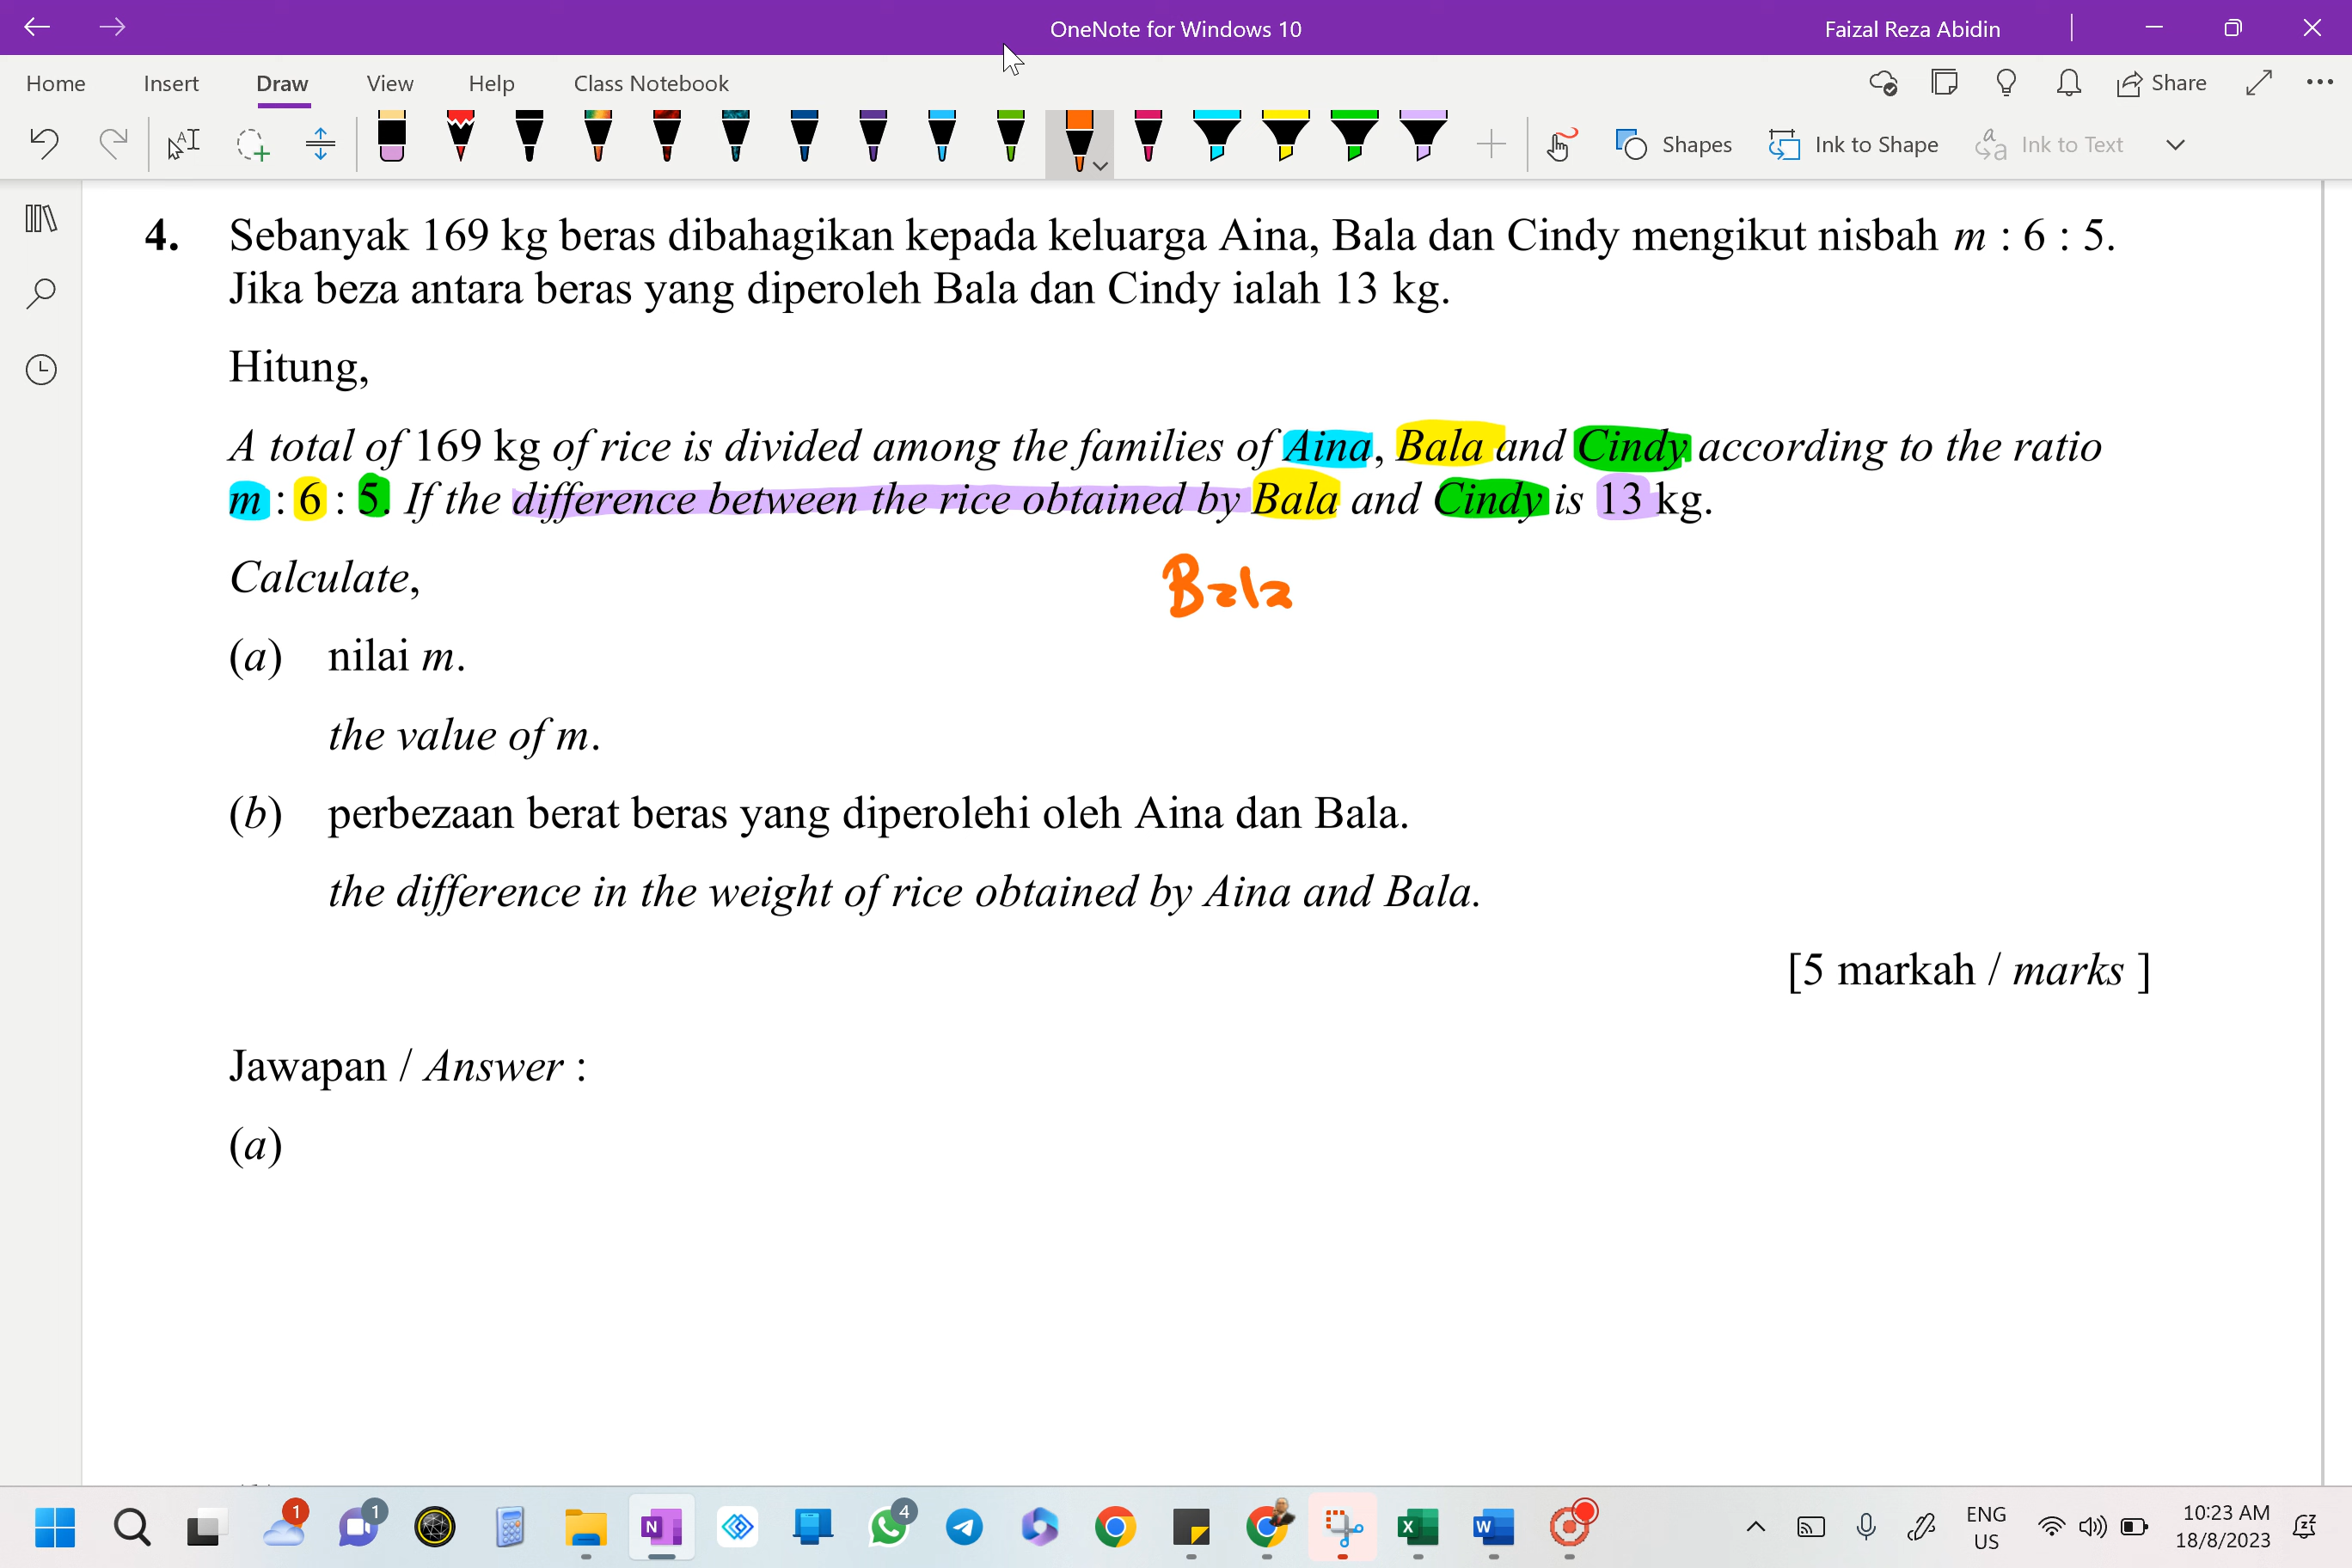 OneNote for Windows 10
Faizal Reza Abidin
Home Insert Draw View Help Class Notebook Share
Shapes Ink to Shape Ink to Text
4. Sebanyak 169 kg beras dibahagikan kepada keluarga Aina, Bala dan Cindy mengikut nisbah m : 6 : 5.
Jika beza antara beras yang diperoleh Bala dan Cindy ialah 13 kg.
Hitung,
A total of 169 kg of rice is divided among the families of Aina, Bala and Cindy according to the ratio
m : 6 : 5. If the difference between the rice obtained by Bala and Cindy is 13 kg.
Calculate,
Bala
(a) nilai m.
the value of m.
(b) perbezaan berat beras yang diperolehi oleh Aina dan Bala.
the difference in the weight of rice obtained by Aina and Bala.
[5 markah / marks ]
Jawapan / Answer :
(a)
1 1 4
ENG
US
10:23 AM
18/8/2023